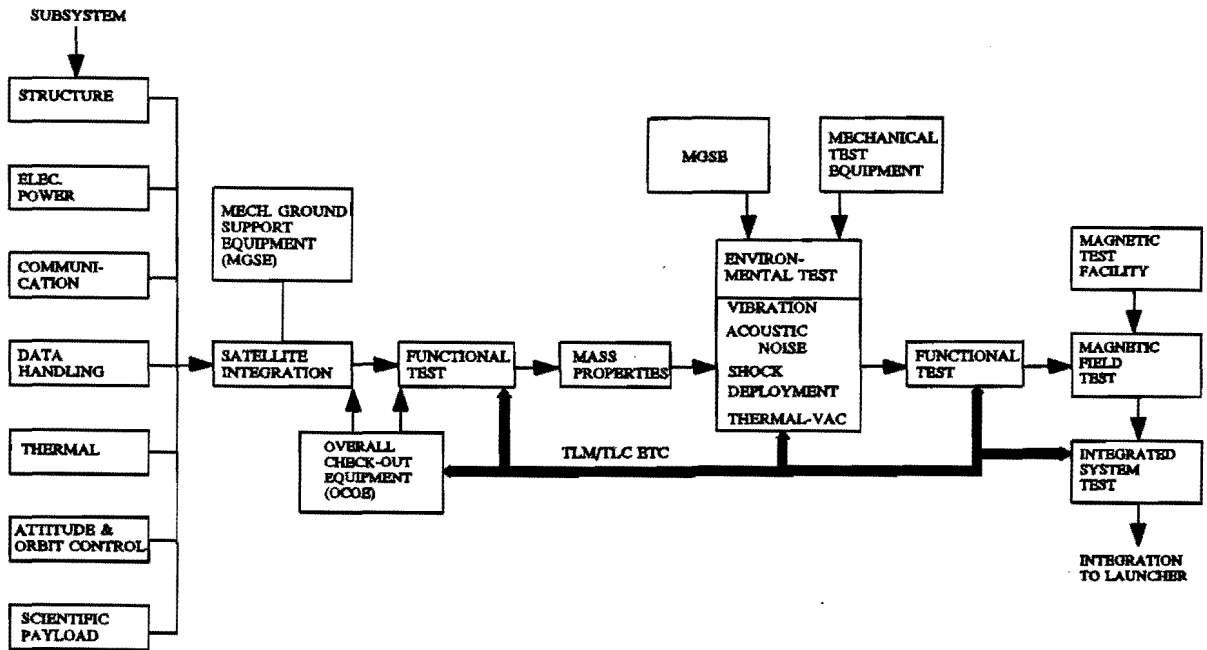 SUBSYSTEM
STRUCTURE
ELEC.
POWER
COMMUNI-
CATION
DATA
HANDLING
THERMAL
ATTITUDE &
ORBIT CONTROL
SCIENTIFIC
PAYLOAD
MECH. GROUND
SUPPORT
EQUIPMENT
(MGSE)
SATELLITE
INTEGRATION
OVERALL
CHECK-OUT
EQUIPMENT
(OCOE)
FUNCTIONAL
TEST
MASS
PROPERTIES
TLM/TLC ETC
MGSE
MECHANICAL
TEST
EQUIPMENT
ENVIRON-
MENTAL TEST
VIBRATION
ACOUSTIC
NOISE
SHOCK
DEPLOYMENT
THERMAL-VAC
FUNCTIONAL
TEST
MAGNETIC
TEST
FACILITY
MAGNETIC
FIELD
TEST
INTEGRATED
SYSTEM
TEST
INTEGRATION
TO LAUNCHER